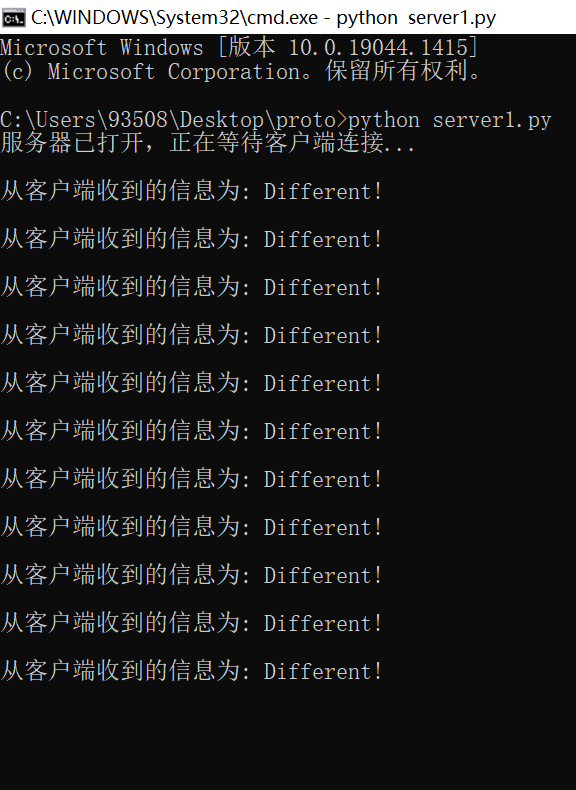 C:\WINDOWS\System32\cmd.exe - python  server1.py
Microsoft Windows [版本 10.0.19044.1415]
(c) Microsoft Corporation。保留所有权利。
C:\Users\93508\Desktop\proto>python server1.py
服务器已打开，正在等待客户端连接...
从客户端收到的信息为: Different!
从客户端收到的信息为: Different!
从客户端收到的信息为: Different!
从客户端收到的信息为: Different!
从客户端收到的信息为: Different!
从客户端收到的信息为: Different!
从客户端收到的信息为: Different!
从客户端收到的信息为: Different!
从客户端收到的信息为: Different!
从客户端收到的信息为: Different!
从客户端收到的信息为: Different!